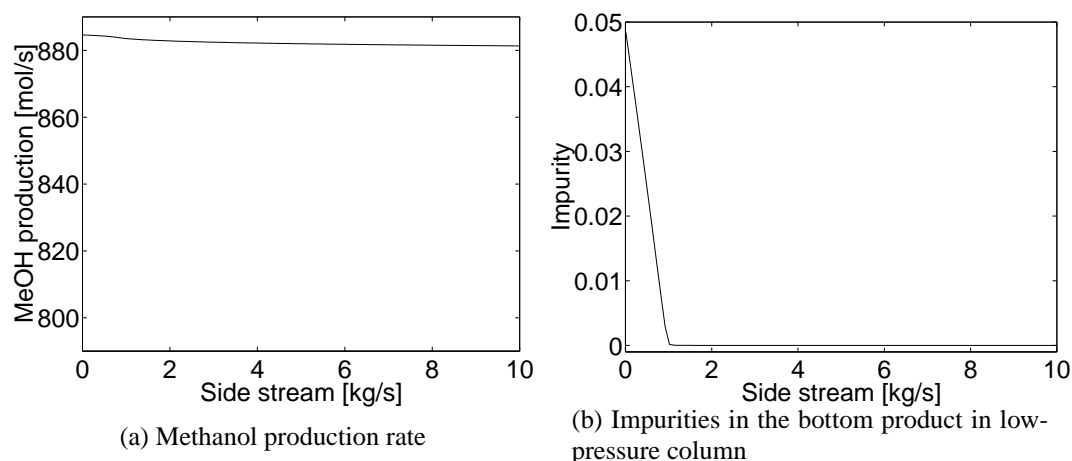 MeOH production [mol/s]
880
860
840
820
800
0 2 4 6 8 10
Side stream [kg/s]
(a) Methanol production rate
Impurity
0.05
0.04
0.03
0.02
0.01
0
0 2 4 6 8 10
Side stream [kg/s]
(b) Impurities in the bottom product in low-
pressure column